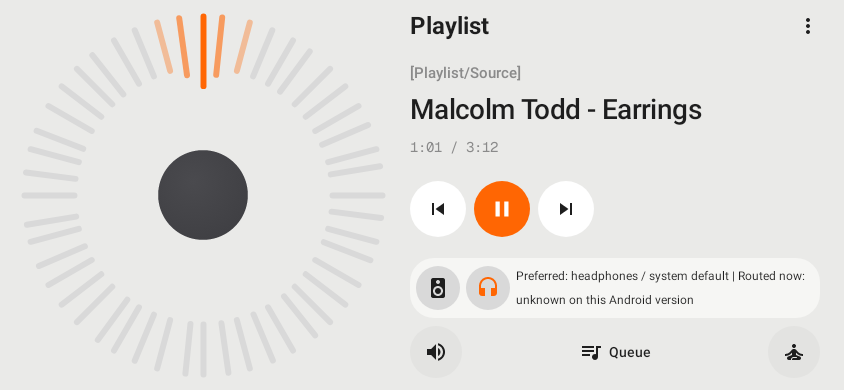 Playlist
[Playlist/Source]
Malcolm Todd - Earrings
1:01 / 3:12
Preferred: headphones / system default | Routed now:
unknown on this Android version
Queue